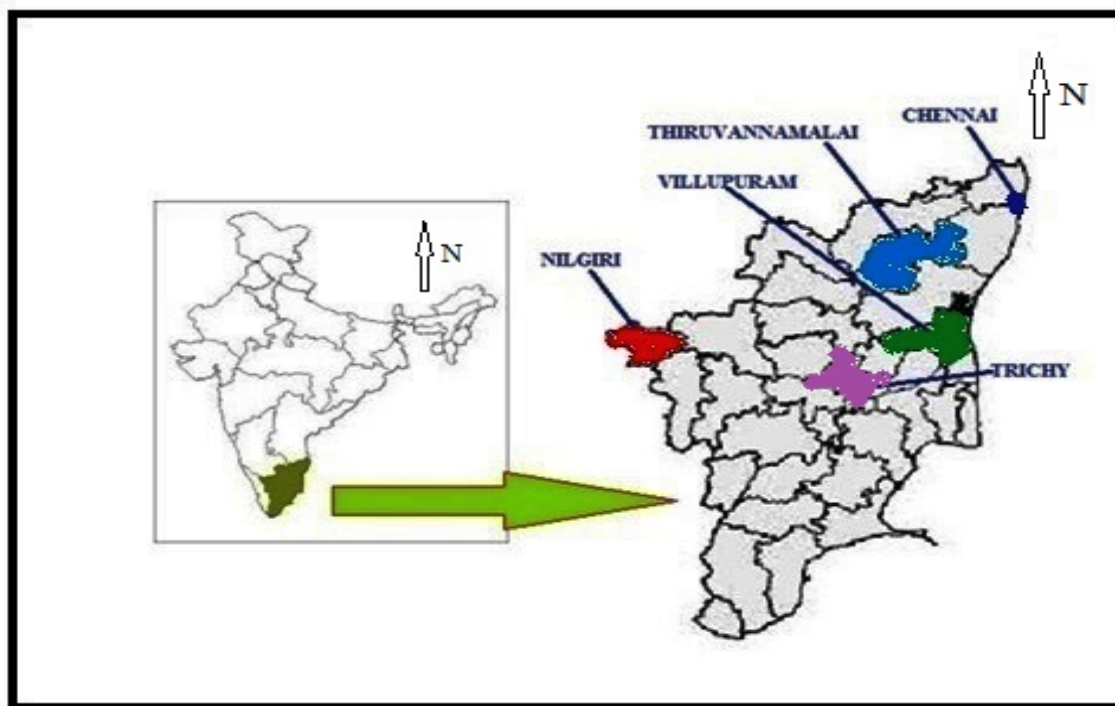 N
CHENNAI
THIRUVANNAMALAI
VILLUPURAM
N
NILGIRI
TRICHY